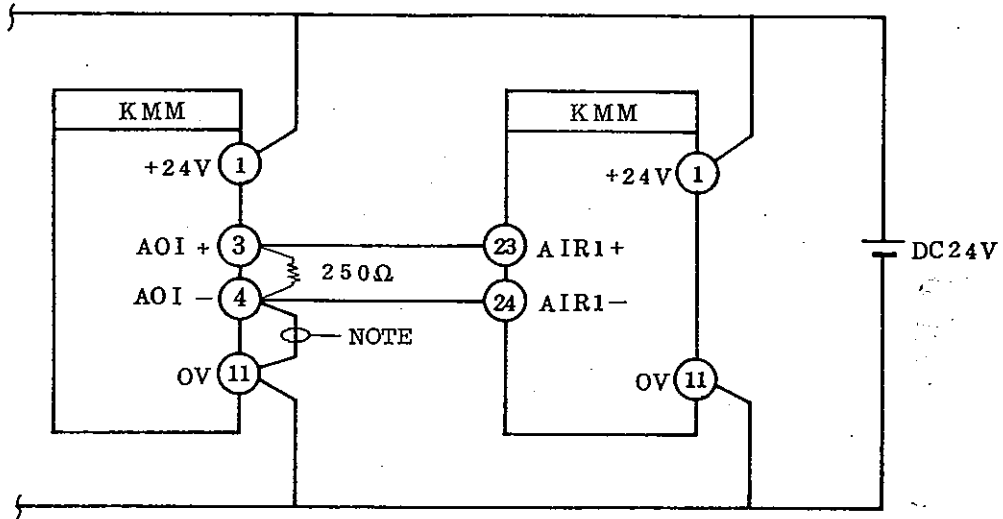 KMM
+24V 1
AOI + 3
250Ω
AOI - 4
NOTE
OV 11
KMM
+24V 1
23 AIR1+
24 AIR1-
OV 11
DC24V